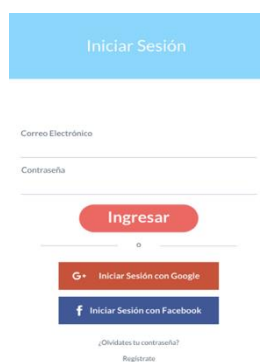 Iniciar Sesión
Correo Electrónico
Contraseña
Ingresar
o
G+ Iniciar Sesión con Google
f Iniciar Sesión con Facebook
¿Olvidates tu contraseña?
Registrate